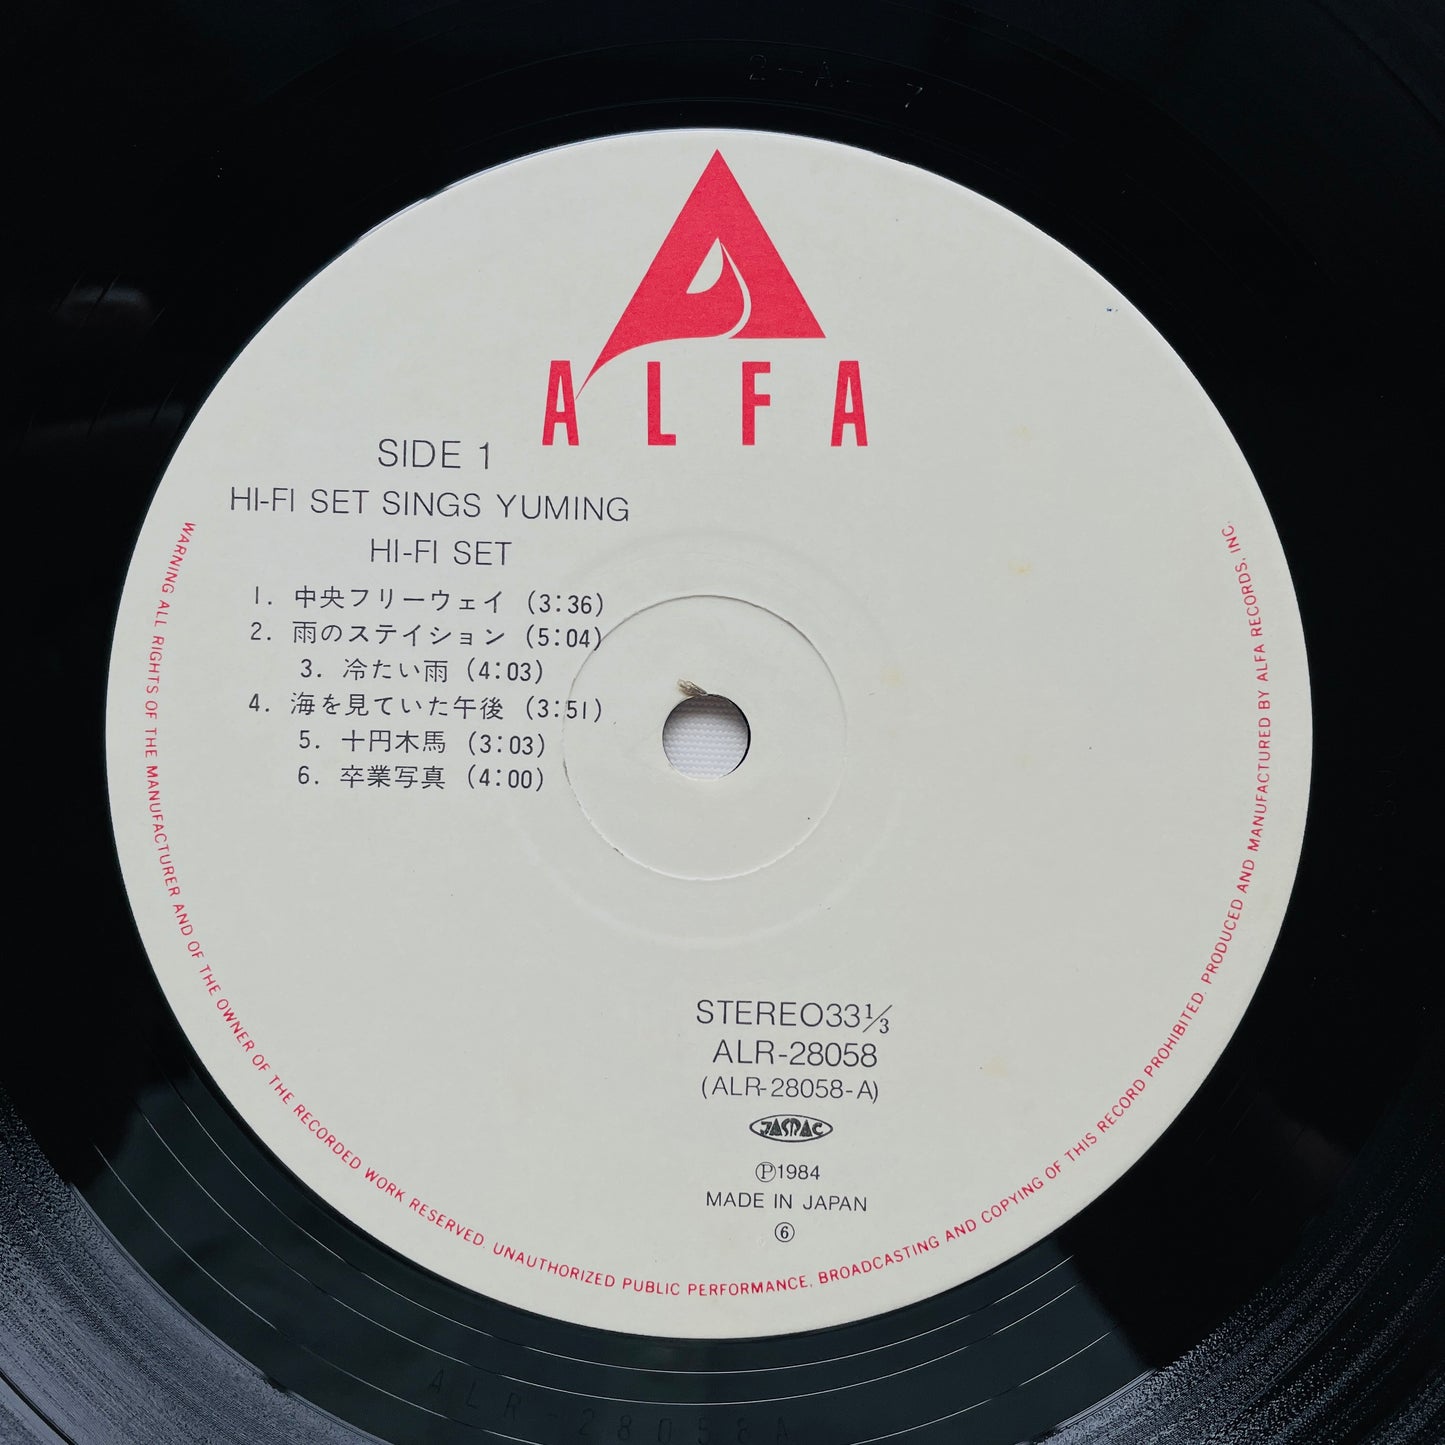 2-A-7
ALFA
SIDE 1
HI-FI SET SINGS YUMING
HI-FI SET
1. 中央フリーウェイ (3:36)
2. 雨のステイション (5:04)
3. 冷たい雨 (4:03)
4. 海を見ていた午後 (3:51)
5. 十円木馬 (3:03)
6. 卒業写真 (4:00)
STEREO33⅓
ALR-28058
(ALR-28058-A)
JASRAC
Ⓟ1984
MADE IN JAPAN
⑥
WARNING ALL RIGHTS OF THE MANUFACTURER AND OF THE OWNER OF THE RECORDED WORK RESERVED. UNAUTHORIZED PUBLIC PERFORMANCE, BROADCASTING AND COPYING OF THIS RECORD PROHIBITED. PRODUCED AND MANUFACTURED BY ALFA RECORDS, INC.
ALR-28058A